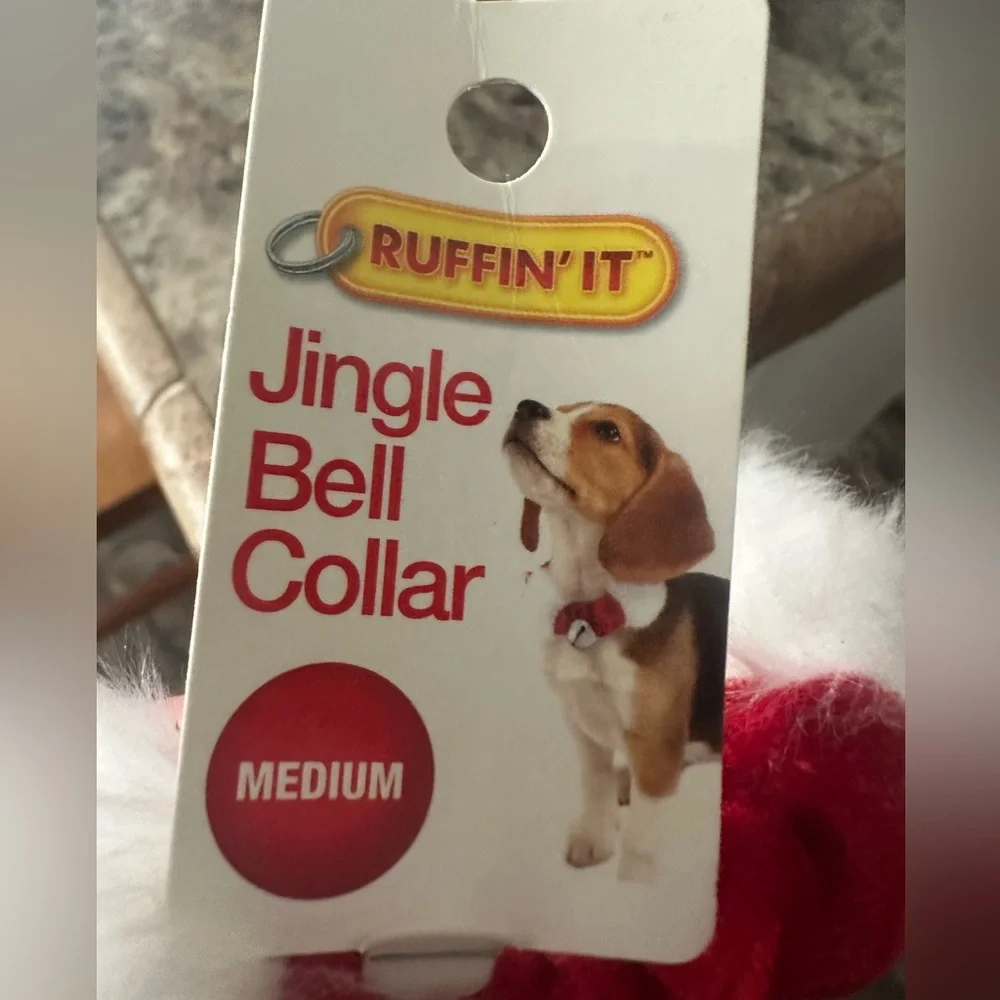 RUFFIN' IT™
Jingle
Bell
Collar
MEDIUM